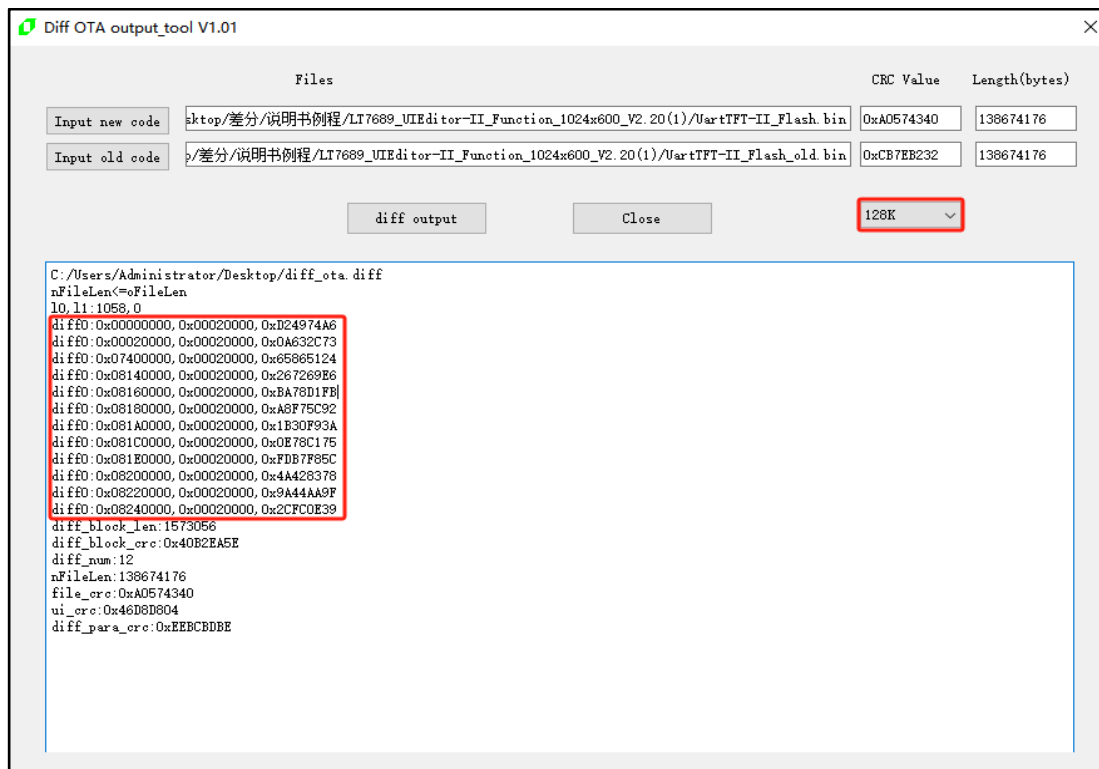 Diff OTA output_tool V1.01
Files CRC Value Length(bytes)
Input new code sktop/差分/说明书例程/LT7689_UIEditor-II_Function_1024x600_V2.20(1)/UartTFT-II_Flash.bin 0xA0574340 138674176
Input old code p/差分/说明书例程/LT7689_UIEditor-II_Function_1024x600_V2.20(1)/UartTFT-II_Flash_old.bin 0xCB7EB232 138674176
diff output Close 128K
C:/Users/Administrator/Desktop/diff_ota.diff
nFileLen<=oFileLen
l0,l1:1058,0
diff0:0x00000000,0x00020000,0xD24974A6
diff0:0x00020000,0x00020000,0x0A632C73
diff0:0x07400000,0x00020000,0x65865124
diff0:0x08140000,0x00020000,0x267269E6
diff0:0x08160000,0x00020000,0xBA78D1FB
diff0:0x08180000,0x00020000,0xA8F75C92
diff0:0x081A0000,0x00020000,0x1B30F93A
diff0:0x081C0000,0x00020000,0x0E78C175
diff0:0x081E0000,0x00020000,0xFDB7F85C
diff0:0x08200000,0x00020000,0x4A428378
diff0:0x08220000,0x00020000,0x9A44AA9F
diff0:0x08240000,0x00020000,0x2CFC0E39
diff_block_len:1573056
diff_block_crc:0x40B2EA5E
diff_num:12
nFileLen:138674176
file_crc:0xA0574340
ui_crc:0x46D8D804
diff_para_crc:0xEEBCBDBE